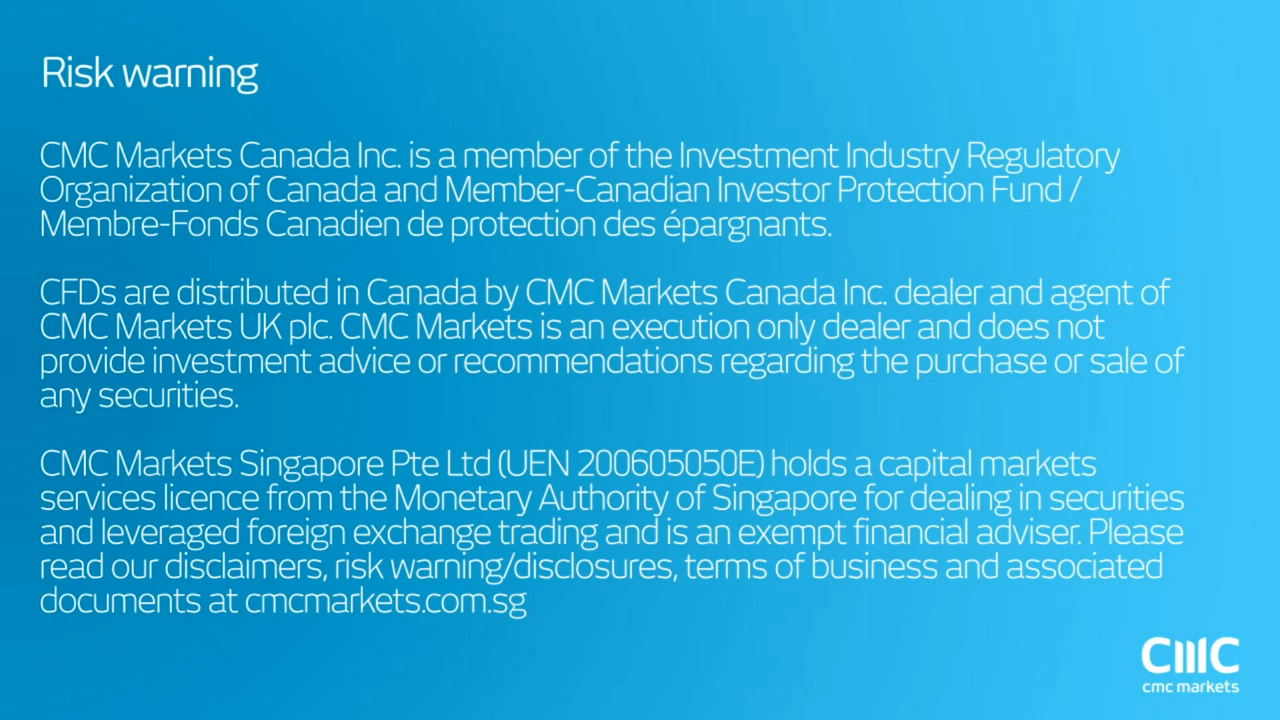 Risk warning
CMC Markets Canada Inc. is a member of the Investment Industry Regulatory
Organization of Canada and Member-Canadian Investor Protection Fund /
Membre-Fonds Canadien de protection des épargnants.
CFDs are distributed in Canada by CMC Markets Canada Inc. dealer and agent of
CMC Markets UK plc. CMC Markets is an execution only dealer and does not
provide investment advice or recommendations regarding the purchase or sale of
any securities.
CMC Markets Singapore Pte Ltd (UEN 200605050E) holds a capital markets
services licence from the Monetary Authority of Singapore for dealing in securities
and leveraged foreign exchange trading and is an exempt financial adviser. Please
read our disclaimers, risk warning/disclosures, terms of business and associated
documents at cmcmarkets.com.sg
CMC
cmc markets